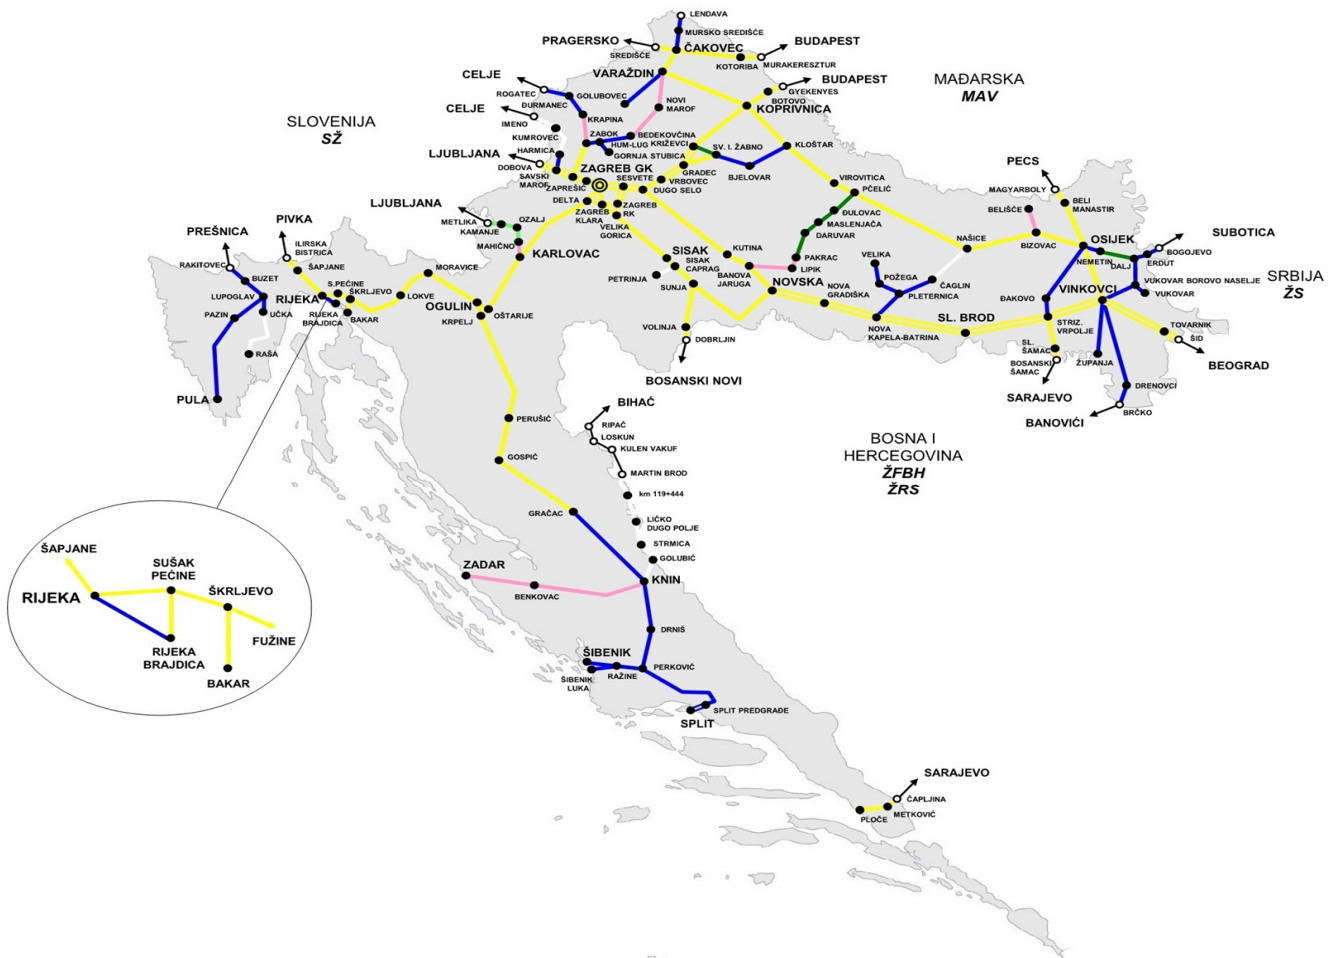 LENDAVA
MURSKO SREDIŠĆE
PRAGERSKO
SREDIŠĆE
ČAKOVEC
BUDAPEST
KOTORIBA
MURAKERESZTUR
CELJE
VARAŽDIN
BUDAPEST
MAĐARSKA
MAV
ROGATEC
GOLUBOVEC
GYEKENYES
BOTOVO
DURMANEC
NOVI
MAROF
KOPRIVNICA
CELJE
KRAPINA
SLOVENIJA
SŽ
IMENO
KUMROVEC
ZABOK
BEDEKOVČINA
HUM-LUG
KRIŽEVCI
SV. I. ŽABNO
KLOŠTAR
HARMICA
GORNJA STUBICA
LJUBLJANA
DOBOVA
ZAGREB GK
GRADEC
BJELOVAR
SAVSKI
MAROF
SESVETE
VRBOVEC
VIROVITICA
ZAPREŠIĆ
DUGO SELO
PČELIĆ
PECS
MAGYARBOLY
LJUBLJANA
DELTA
ZAGREB
KLARA
ZAGREB
RK
BELIŠĆE
BELI
MANASTIR
PIVKA
METLIKA
OZALJ
KAMANJE
VELIKA
GORICA
ĐULOVAC
MASLENJAČA
DARUVAR
PREŠNICA
ILIRSKA
BISTRICA
MAHIČNO
KARLOVAC
SISAK
SISAK
CAPRAG
KUTINA
NAŠICE
BIZOVAC
OSIJEK
SUBOTICA
NEMETIN
DALJ
BOGOJEVO
ERDUT
RAKITOVEC
ŠAPJANE
MORAVICE
PETRINJA
BANOVA
JARUGA
PAKRAC
LIPIK
VELIKA
BUZET
SUNJA
POŽEGA
ČAGLIN
SRBIJA
ŽS
VUKOVAR BOROVO NASELJE
VUKOVAR
LUPOGLAV
RIJEKA
S.PEĆINE
ŠKRLJEVO
LOKVE
OGULIN
OŠTARIJE
NOVSKA
NOVA
GRADIŠKA
PLETERNICA
ĐAKOVO
VINKOVCI
PAZIN
UČKA
RIJEKA
BRAJDICA
BAKAR
KRPELJ
VOLINJA
SL. BROD
STRIZ.
VRPOLJE
TOVARNIK
ŠID
NOVA
KAPELA-BATRINA
DOBRLJIN
SL.
ŠAMAC
RAŠA
BOSANSKI
ŠAMAC
ŽUPANJA
BEOGRAD
BOSANSKI NOVI
DRENOVCI
PULA
SARAJEVO
BRČKO
BANOVIĆI
BIHAĆ
PERUŠIĆ
RIPAČ
LOSKUN
KULEN VAKUF
BOSNA I
HERCEGOVINA
ŽFBH
ŽRS
GOSPIĆ
MARTIN BROD
km 119+444
GRAČAC
LIČKO
DUGO POLJE
STRMICA
GOLUBIĆ
ŠAPJANE
SUŠAK
PEĆINE
ŠKRLJEVO
RIJEKA
FUŽINE
RIJEKA
BRAJDICA
BAKAR
ZADAR
BENKOVAC
KNIN
DRNIŠ
ŠIBENIK
PERKOVIĆ
RAŽINE
ŠIBENIK
LUKA
SPLIT PREDGRAĐE
SPLIT
SARAJEVO
ČAPLJINA
METKOVIĆ
PLOČE